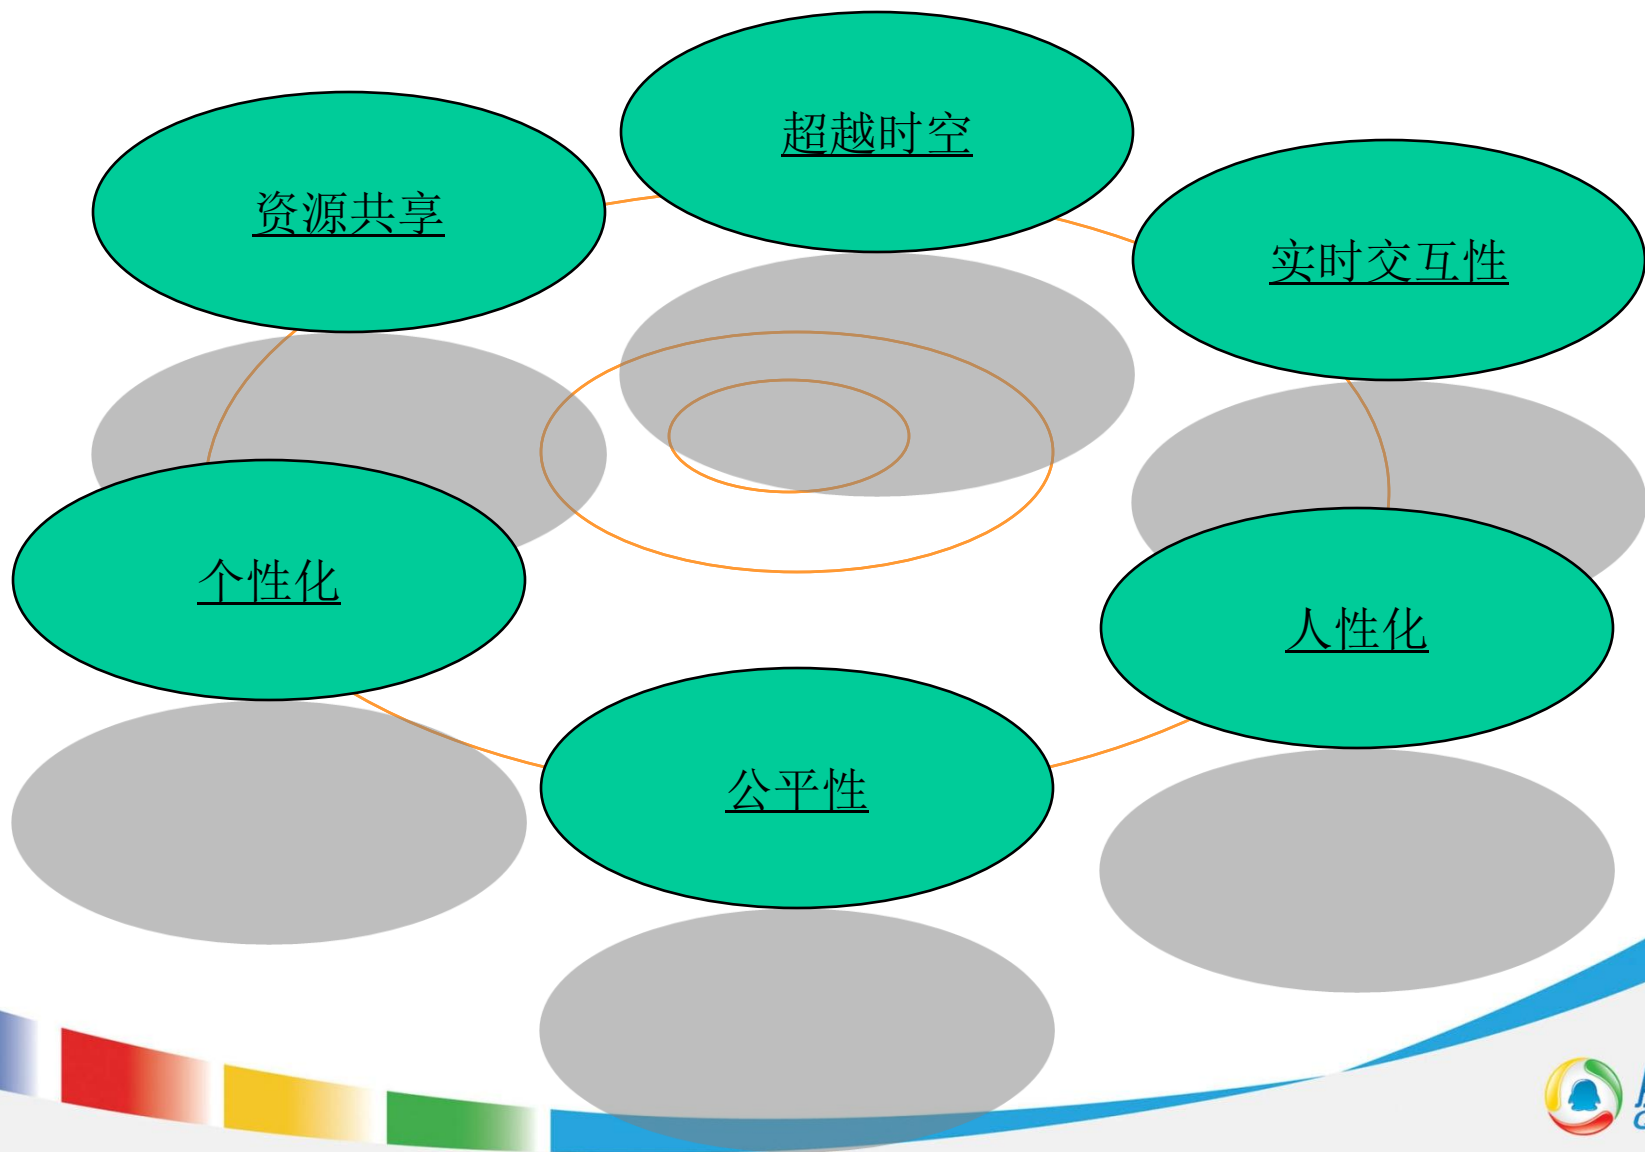 超越时空
资源共享
实时交互性
个性化
人性化
公平性